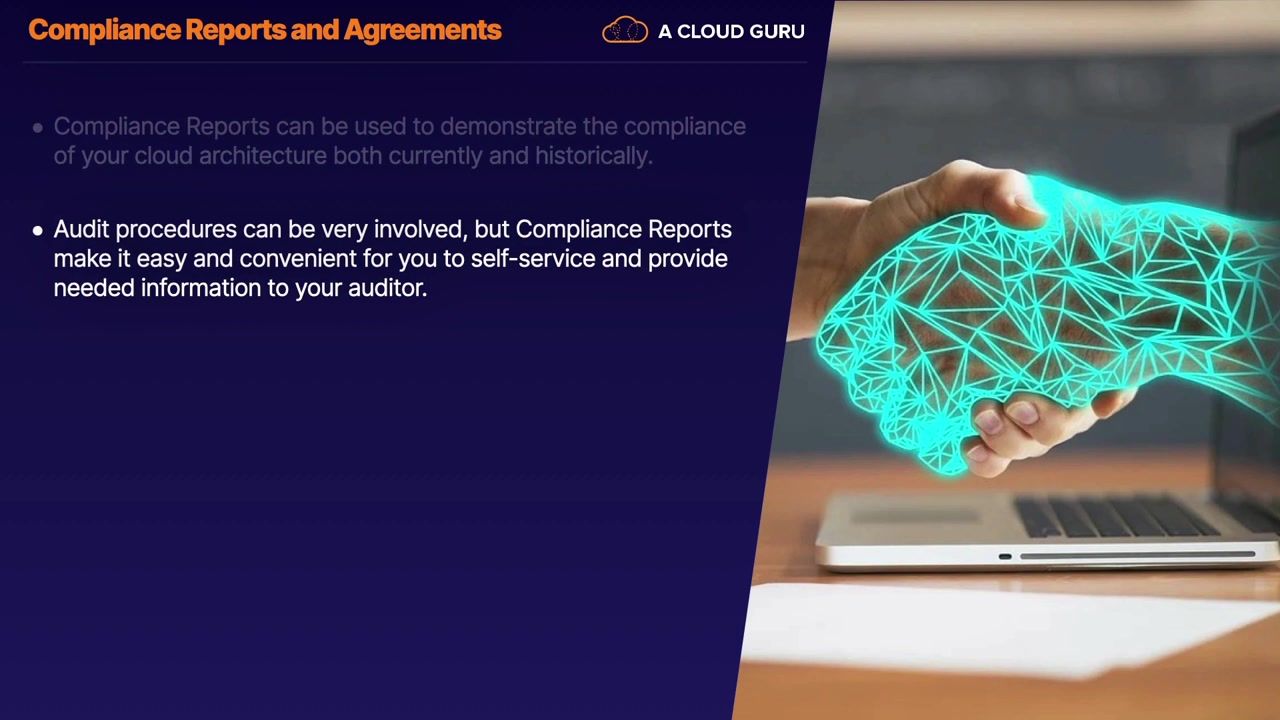 Compliance Reports and Agreements
A CLOUD GURU
• Compliance Reports can be used to demonstrate the compliance
of your cloud architecture both currently and historically.
• Audit procedures can be very involved, but Compliance Reports
make it easy and convenient for you to self-service and provide
needed information to your auditor.